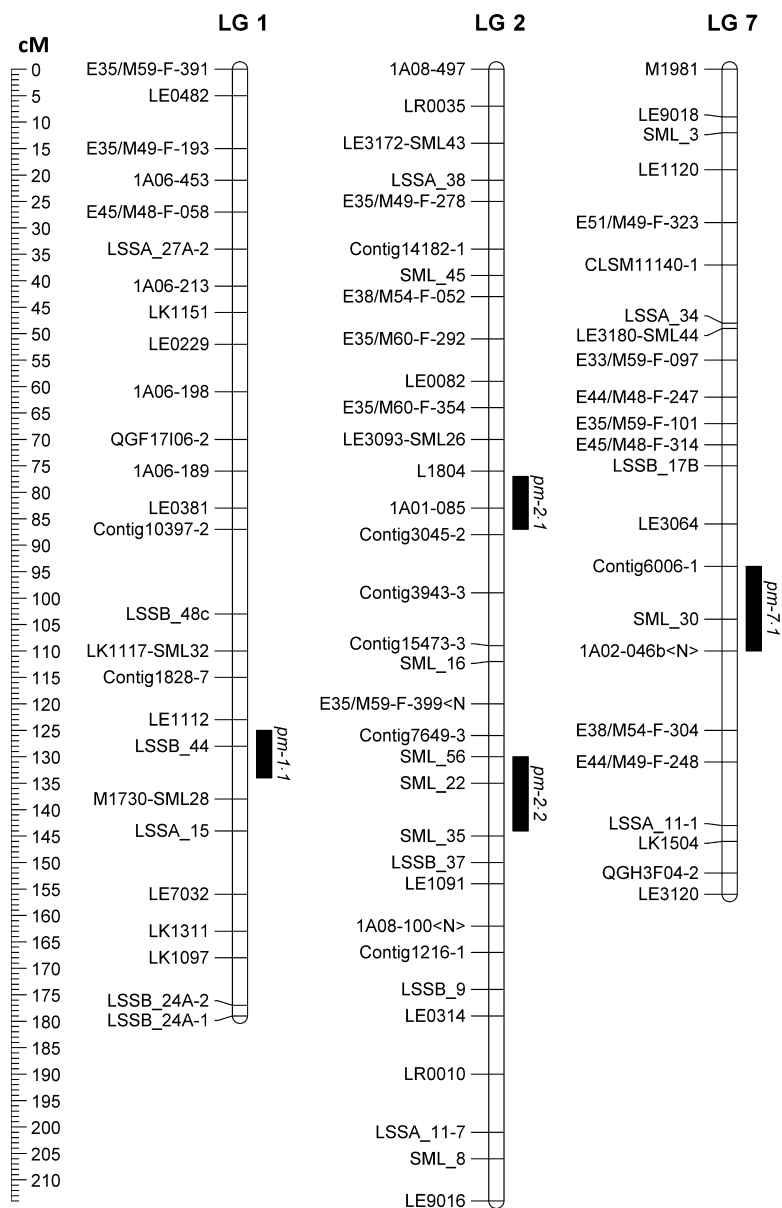 LG 1
LG 2
LG 7
cM
0
5
10
15
20
25
30
35
40
45
50
55
60
65
70
75
80
85
90
95
100
105
110
115
120
125
130
135
140
145
150
155
160
165
170
175
180
185
190
195
200
205
210
E35/M59-F-391
LE0482
E35/M49-F-193
1A06-453
E45/M48-F-058
LSSA_27A-2
1A06-213
LK1151
LE0229
1A06-198
QGF17I06-2
1A06-189
LE0381
Contig10397-2
LSSB_48c
LK1117-SML32
Contig1828-7
LE1112
LSSB_44
M1730-SML28
LSSA_15
LE7032
LK1311
LK1097
LSSB_24A-2
LSSB_24A-1
pm-1.1
1A08-497
LR0035
LE3172-SML43
LSSA_38
E35/M49-F-278
Contig14182-1
SML_45
E38/M54-F-052
E35/M60-F-292
LE0082
E35/M60-F-354
LE3093-SML26
L1804
1A01-085
Contig3045-2
Contig3943-3
Contig15473-3
SML_16
E35/M59-F-399<N
Contig7649-3
SML_56
SML_22
SML_35
LSSB_37
LE1091
1A08-100<N>
Contig1216-1
LSSB_9
LE0314
LR0010
LSSA_11-7
SML_8
LE9016
pm-2.1
pm-2.2
M1981
LE9018
SML_3
LE1120
E51/M49-F-323
CLSM11140-1
LSSA_34
LE3180-SML44
E33/M59-F-097
E44/M48-F-247
E35/M59-F-101
E45/M48-F-314
LSSB_17B
LE3064
Contig6006-1
SML_30
1A02-046b<N>
E38/M54-F-304
E44/M49-F-248
LSSA_11-1
LK1504
QGH3F04-2
LE3120
pm-7.1